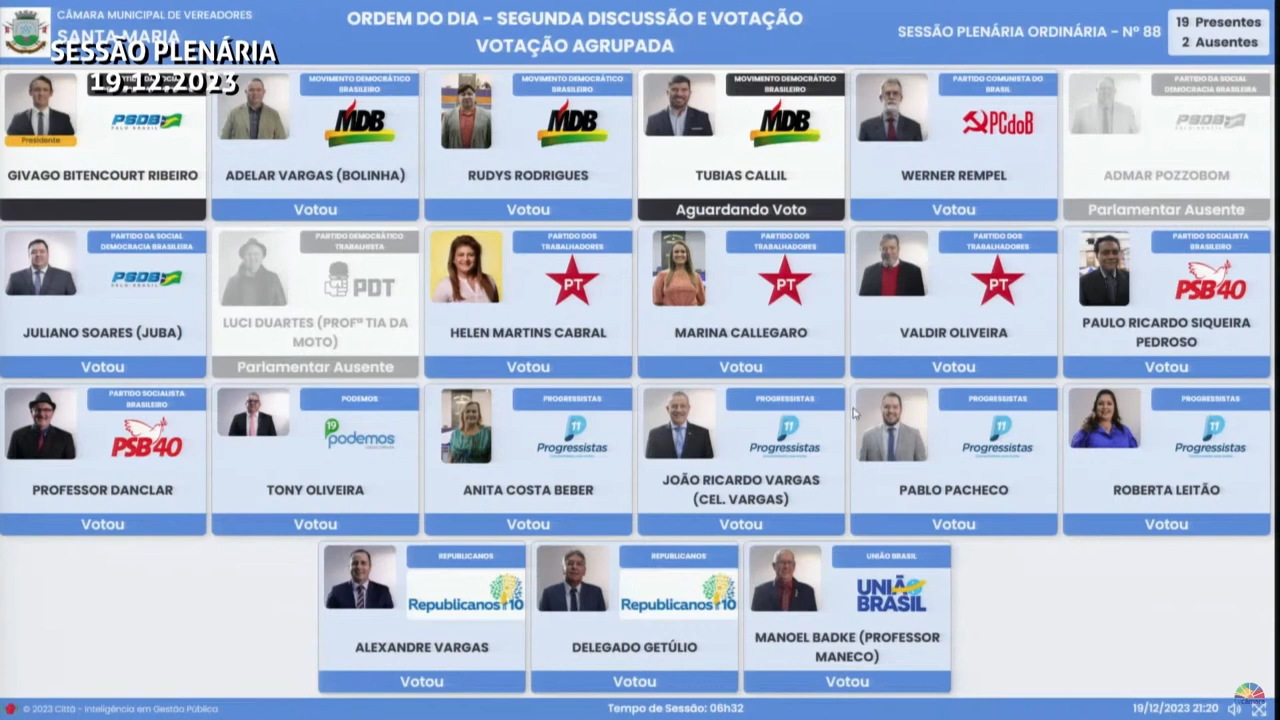 CÂMARA MUNICIPAL DE VEREADORES
SANTA MARIA
SESSÃO PLENÁRIA
19.12.2023
ORDEM DO DIA - SEGUNDA DISCUSSÃO E VOTAÇÃO
VOTAÇÃO AGRUPADA
SESSÃO PLENÁRIA ORDINÁRIA - Nº 88
19 Presentes
2 Ausentes
PSDB
Presidente
GIVAGO BITENCOURT RIBEIRO
MOVIMENTO DEMOCRÁTICO
BRASILEIRO
MDB
ADELAR VARGAS (BOLINHA)
Votou
MOVIMENTO DEMOCRÁTICO
BRASILEIRO
MDB
RUDYS RODRIGUES
Votou
MOVIMENTO DEMOCRÁTICO
BRASILEIRO
MDB
TUBIAS CALLIL
Aguardando Voto
PARTIDO COMUNISTA DO
BRASIL
PCdoB
WERNER REMPEL
Votou
PARTIDO DA SOCIAL
DEMOCRACIA BRASILEIRA
PSDB
ADMAR POZZOBOM
Parlamentar Ausente
PARTIDO DA SOCIAL
DEMOCRACIA BRASILEIRA
PSDB
JULIANO SOARES (JUBA)
Votou
PARTIDO DEMOCRÁTICO
TRABALHISTA
PDT
LUCI DUARTES (PROFª TIA DA
MOTO)
Parlamentar Ausente
PARTIDO DOS
TRABALHADORES
PT
HELEN MARTINS CABRAL
Votou
PARTIDO DOS
TRABALHADORES
PT
MARINA CALLEGARO
Votou
PARTIDO DOS
TRABALHADORES
PT
VALDIR OLIVEIRA
Votou
PARTIDO SOCIALISTA
BRASILEIRO
PSB40
PAULO RICARDO SIQUEIRA
PEDROSO
Votou
PARTIDO SOCIALISTA
BRASILEIRO
PSB40
PROFESSOR DANCLAR
Votou
PODEMOS
19
podemos
TONY OLIVEIRA
Votou
PROGRESSISTAS
11
Progressistas
ANITA COSTA BEBER
Votou
PROGRESSISTAS
11
Progressistas
JOÃO RICARDO VARGAS
(CEL. VARGAS)
Votou
PROGRESSISTAS
11
Progressistas
PABLO PACHECO
Votou
PROGRESSISTAS
11
Progressistas
ROBERTA LEITÃO
Votou
REPUBLICANOS
Republicanos 10
ALEXANDRE VARGAS
Votou
REPUBLICANOS
Republicanos 10
DELEGADO GETÚLIO
Votou
UNIÃO BRASIL
UNIÃO
BRASIL
MANOEL BADKE (PROFESSOR
MANECO)
Votou
© 2023 Cittá - Inteligência em Gestão Pública
Tempo de Sessão: 06h32
19/12/2023 21:20